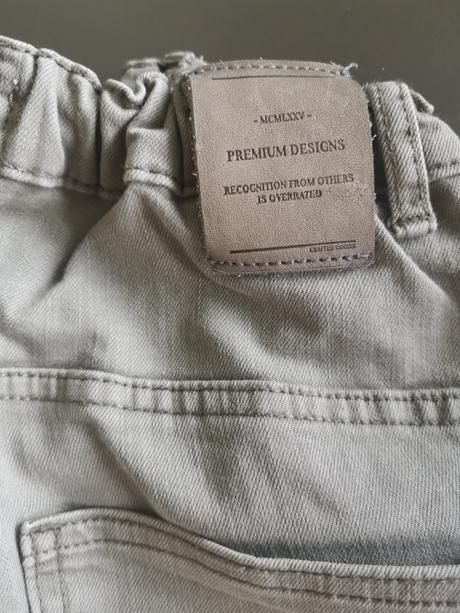 - MCMLXXV -
PREMIUM DESIGNS
RECOGNITION FROM OTHERS
IS OVERRATED
CRAFTED GOODS